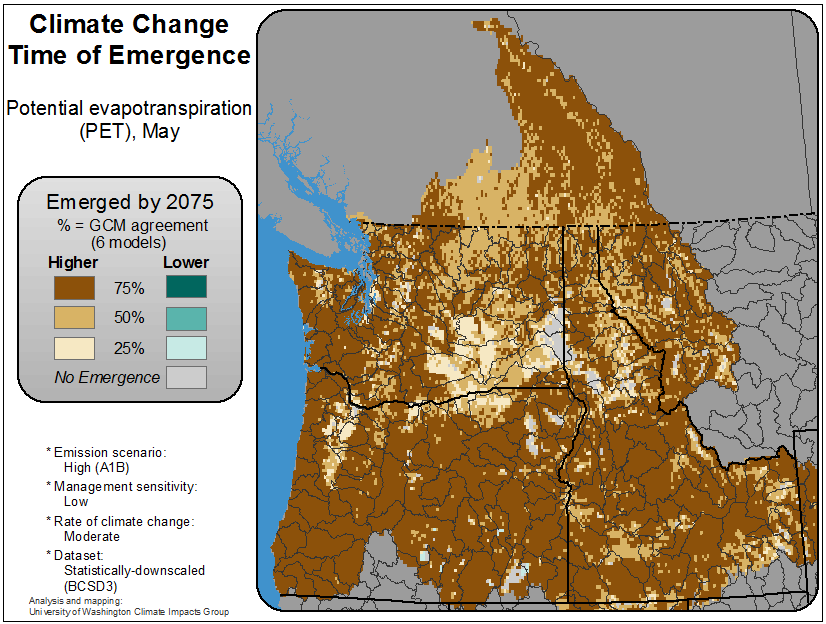 Climate Change
Time of Emergence
Potential evapotranspiration
(PET), May
Emerged by 2075
% = GCM agreement
(6 models)
Higher Lower
75%
50%
25%
No Emergence
* Emission scenario:
High (A1B)
* Management sensitivity:
Low
* Rate of climate change:
Moderate
* Dataset:
Statistically-downscaled
(BCSD3)
Analysis and mapping:
University of Washington Climate Impacts Group